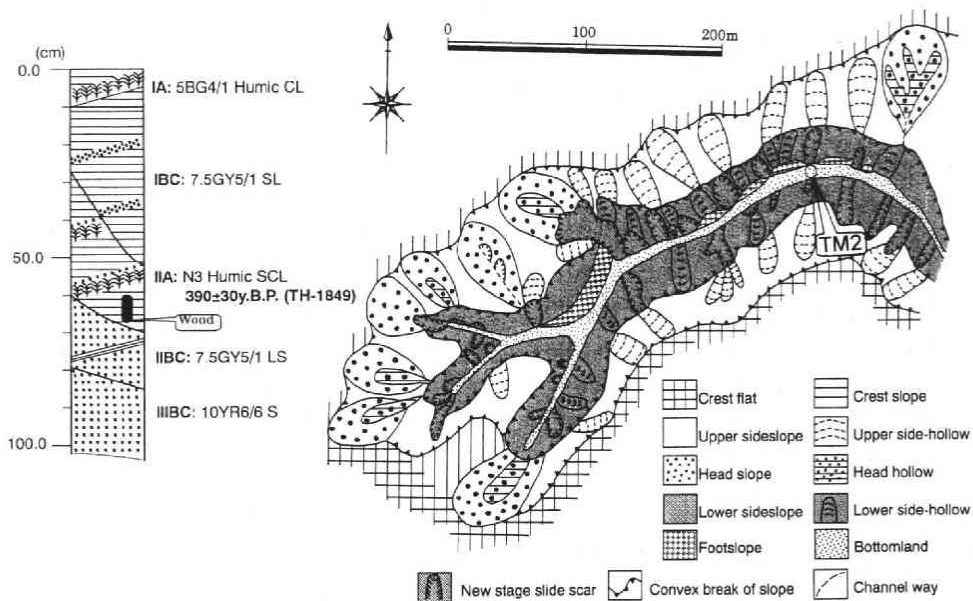 (cm)
0.0
50.0
100.0
IA: 5BG4/1 Humic CL
IBC: 7.5GY5/1 SL
IIA: N3 Humic SCL
390±30y.B.P. (TH-1849)
Wood
IIBC: 7.5GY5/1 LS
IIIBC: 10YR6/6 S
0 100 200m
TM2
Crest flat
Crest slope
Upper sideslope
Upper side-hollow
Head slope
Head hollow
Lower sideslope
Lower side-hollow
Footslope
Bottomland
New stage slide scar
Convex break of slope
Channel way